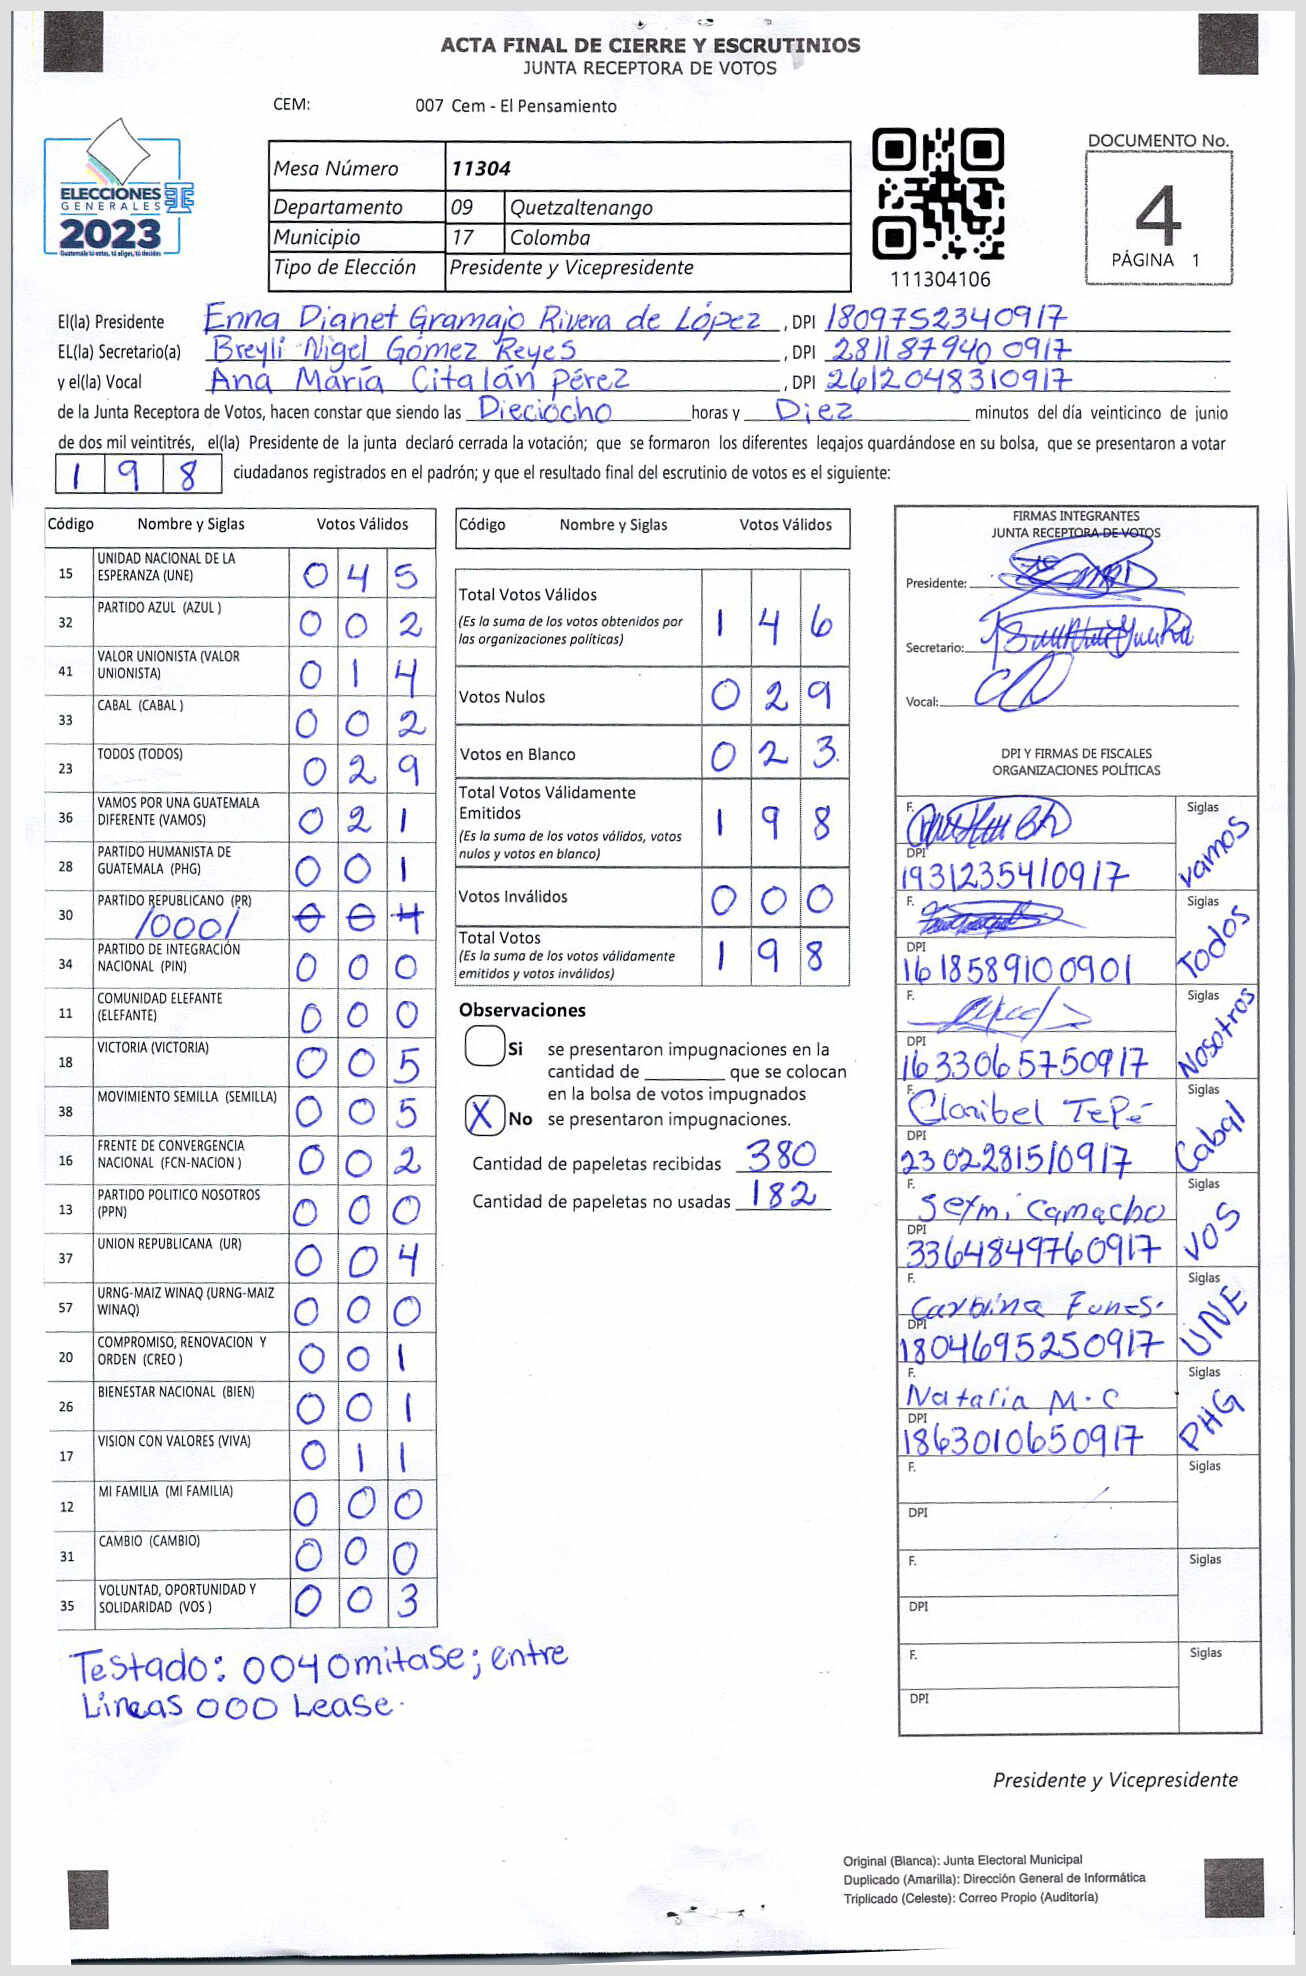 ACTA FINAL DE CIERRE Y ESCRUTINIOS
JUNTA RECEPTORA DE VOTOS
CEM: 007 Cem - El Pensamiento
ELECCIONES
GENERALES
2023
Guatemala tú votas, tú eliges, tú decides
Mesa Número 11304
Departamento 09 Quetzaltenango
Municipio 17 Colomba
Tipo de Elección Presidente y Vicepresidente
111304106
DOCUMENTO No.
4
PÁGINA 1
El(la) Presidente Enna Dianet Gramajo Rivera de López , DPI 1809752340917
EL(la) Secretario(a) Breyli Nigel Gómez Reyes , DPI 2811879400917
y el(la) Vocal Ana María Citalán Pérez , DPI 2612048310917
de la Junta Receptora de Votos, hacen constar que siendo las Dieciocho horas y Diez minutos del día veinticinco de junio
de dos mil veintitrés, el(la) Presidente de la junta declaró cerrada la votación; que se formaron los diferentes legajos guardándose en su bolsa, que se presentaron a votar
1 9 8 ciudadanos registrados en el padrón; y que el resultado final del escrutinio de votos es el siguiente:
Código Nombre y Siglas Votos Válidos
15 UNIDAD NACIONAL DE LA ESPERANZA (UNE) 0 4 5
32 PARTIDO AZUL (AZUL ) 0 0 2
41 VALOR UNIONISTA (VALOR UNIONISTA) 0 1 4
33 CABAL (CABAL ) 0 0 2
23 TODOS (TODOS) 0 2 9
36 VAMOS POR UNA GUATEMALA DIFERENTE (VAMOS) 0 2 1
28 PARTIDO HUMANISTA DE GUATEMALA (PHG) 0 0 1
30 PARTIDO REPUBLICANO (PR) /000/ 0 0 4
34 PARTIDO DE INTEGRACIÓN NACIONAL (PIN) 0 0 0
11 COMUNIDAD ELEFANTE (ELEFANTE) 0 0 0
18 VICTORIA (VICTORIA) 0 0 5
38 MOVIMIENTO SEMILLA (SEMILLA) 0 0 5
16 FRENTE DE CONVERGENCIA NACIONAL (FCN-NACION ) 0 0 2
13 PARTIDO POLITICO NOSOTROS (PPN) 0 0 0
37 UNION REPUBLICANA (UR) 0 0 4
57 URNG-MAIZ WINAQ (URNG-MAIZ WINAQ) 0 0 0
20 COMPROMISO, RENOVACION Y ORDEN (CREO ) 0 0 1
26 BIENESTAR NACIONAL (BIEN) 0 0 1
17 VISION CON VALORES (VIVA) 0 1 1
12 MI FAMILIA (MI FAMILIA) 0 0 0
31 CAMBIO (CAMBIO) 0 0 0
35 VOLUNTAD, OPORTUNIDAD Y SOLIDARIDAD (VOS ) 0 0 3
Testado: 004 Omitase; entre
Lineas 000 Lease.
Código Nombre y Siglas Votos Válidos
Total Votos Válidos 1 4 6
(Es la suma de los votos obtenidos por
las organizaciones políticas)
Votos Nulos 0 2 9
Votos en Blanco 0 2 3
Total Votos Válidamente
Emitidos 1 9 8
(Es la suma de los votos válidos, votos
nulos y votos en blanco)
Votos Inválidos 0 0 0
Total Votos 1 9 8
(Es la suma de los votos válidamente
emitidos y votos inválidos)
Observaciones
Si se presentaron impugnaciones en la
cantidad de ________ que se colocan
en la bolsa de votos impugnados
X No se presentaron impugnaciones.
Cantidad de papeletas recibidas 380
Cantidad de papeletas no usadas 182
FIRMAS INTEGRANTES
JUNTA RECEPTORA DE VOTOS
Presidente:
Secretario:
Vocal:
DPI Y FIRMAS DE FISCALES
ORGANIZACIONES POLÍTICAS
F. Siglas Vamos
DPI 1931235410917
F. Siglas Todos
DPI 1618589100901
F. Siglas Nosotros
DPI 1633065750917
F. Claribel Tepé Siglas Cabal
DPI 2302281510917
F. Seymi Camacho Siglas VOS
DPI 3364849760917
F. Carolina Funes. Siglas UNE
DPI 1804695250917
F. Natalia M.C Siglas PHG
DPI 1863010650917
F. Siglas
DPI
F. Siglas
DPI
F. Siglas
DPI
Presidente y Vicepresidente
Original (Blanca): Junta Electoral Municipal
Duplicado (Amarilla): Dirección General de Informática
Triplicado (Celeste): Correo Propio (Auditoría)